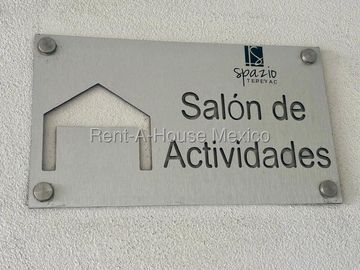 spazio
TEPEYAC
Salón de
Actividades
Rent-A-House Mexico